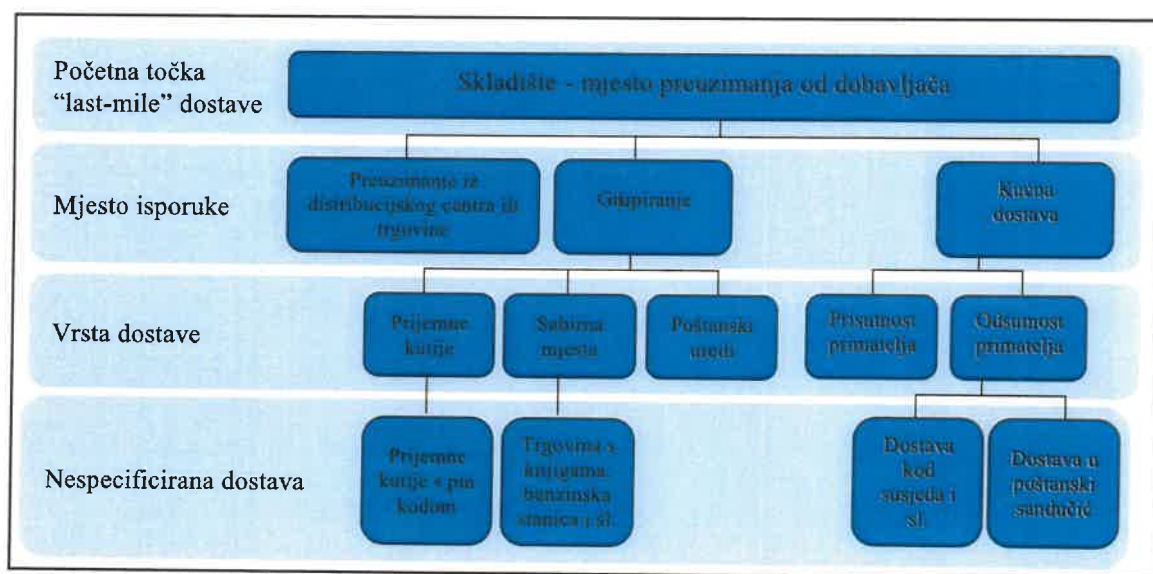 Početna točka
“last-mile” dostave
Skladište - mjesto preuzimanja od dobavljača
Mjesto isporuke
Preuzimanje iz
distribucijskog centra ili
trgovine
Grupiranje
Kućna
dostava
Vrsta dostave
Prijemne
kutije
Sabirna
mjesta
Poštanski
uredi
Prisutnost
primatelja
Odsutnost
primatelja
Nespecificirana dostava
Prijemne
kutije s pin
kodom
Trgovina s
knjigama,
benzinska
stanica i sl.
Dostava
kod
susjeda i
sl.
Dostava u
poštanski
sandučić